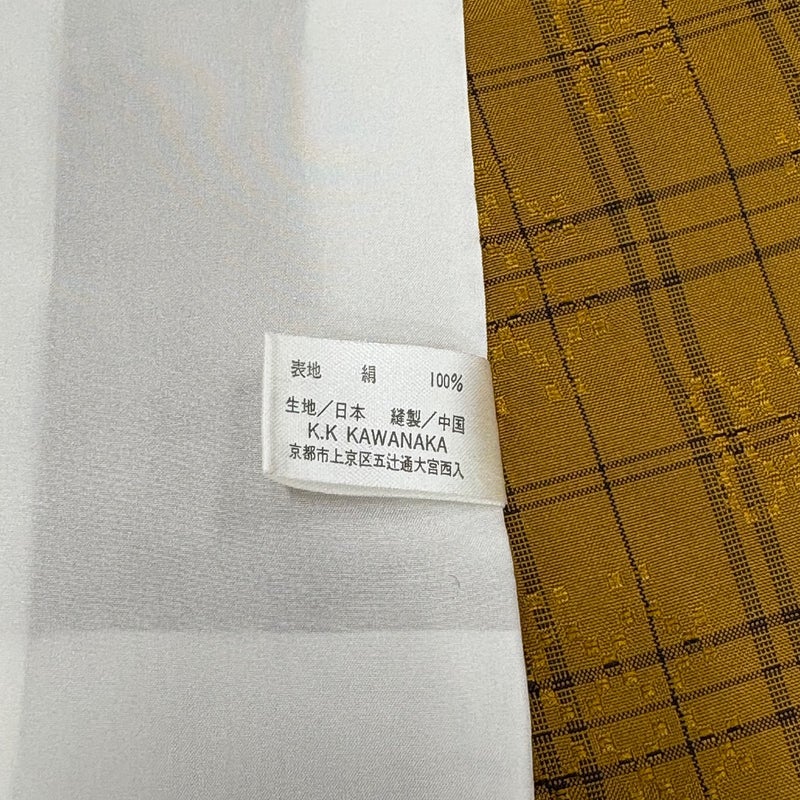 表地 絹 100%
生地/日本 縫製/中国
K.K KAWANAKA
京都市上京区五辻通大宮西入